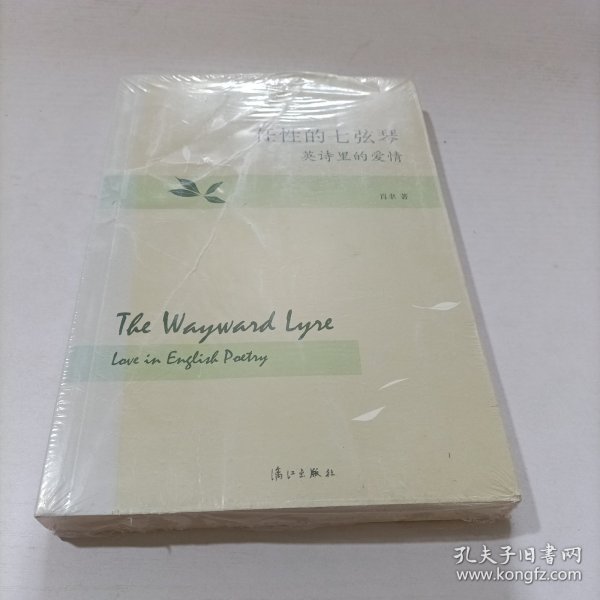 任性的七弦琴
英诗里的爱情
肖聿 著
The Wayward Lyre
Love in English Poetry
漓江出版社
孔夫子旧书网
www.kongfz.com